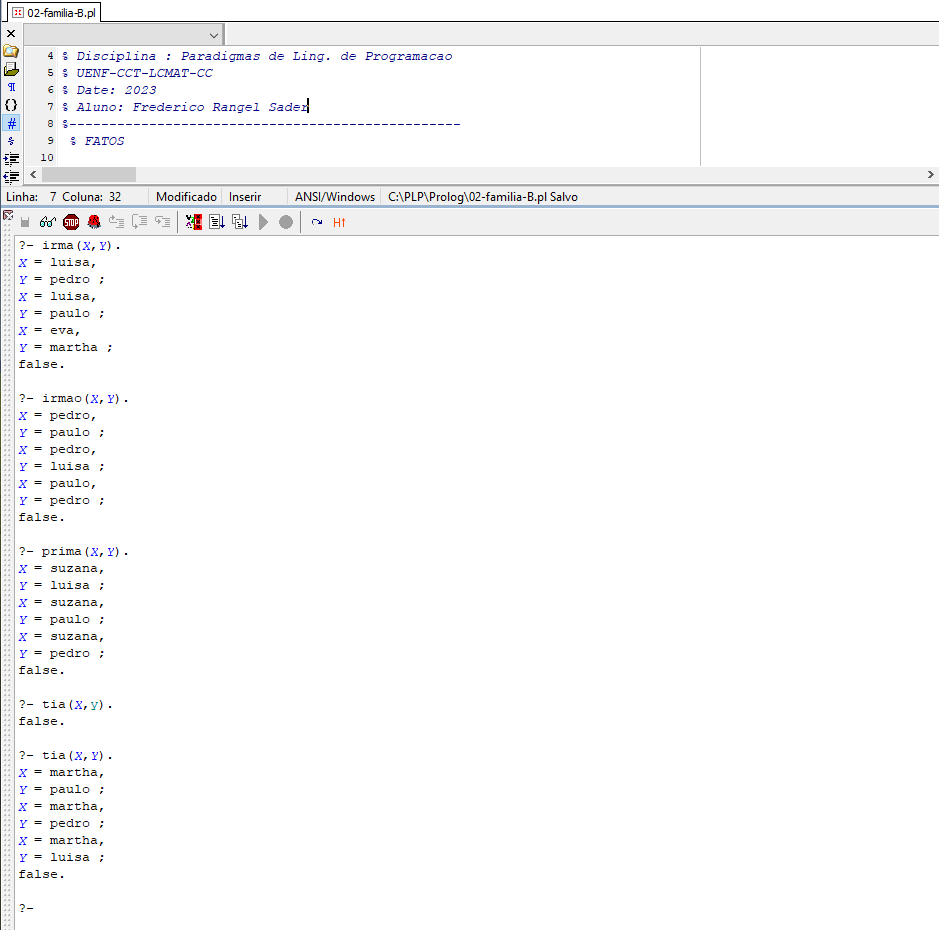 02-familia-B.pl
4 % Disciplina : Paradigmas de Ling. de Programacao
5 % UENF-CCT-LCMAT-CC
6 % Date: 2023
7 % Aluno: Frederico Rangel Sader
8 %-------------------------------------------------
9 % FATOS
10
Linha: 7 Coluna: 32 Modificado Inserir ANSI/Windows C:\PLP\Prolog\02-familia-B.pl Salvo
STOP
?- irma(X,Y).
X = luisa,
Y = pedro ;
X = luisa,
Y = paulo ;
X = eva,
Y = martha ;
false.
?- irmao(X,Y).
X = pedro,
Y = paulo ;
X = pedro,
Y = luisa ;
X = paulo,
Y = pedro ;
false.
?- prima(X,Y).
X = suzana,
Y = luisa ;
X = suzana,
Y = paulo ;
X = suzana,
Y = pedro ;
false.
?- tia(X,y).
false.
?- tia(X,Y).
X = martha,
Y = paulo ;
X = martha,
Y = pedro ;
X = martha,
Y = luisa ;
false.
?-